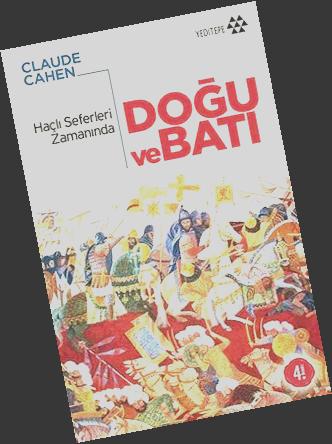 YEDİTEPE
CLAUDE
CAHEN
Haçlı Seferleri
Zamanında
DOĞU
ve BATI
4!